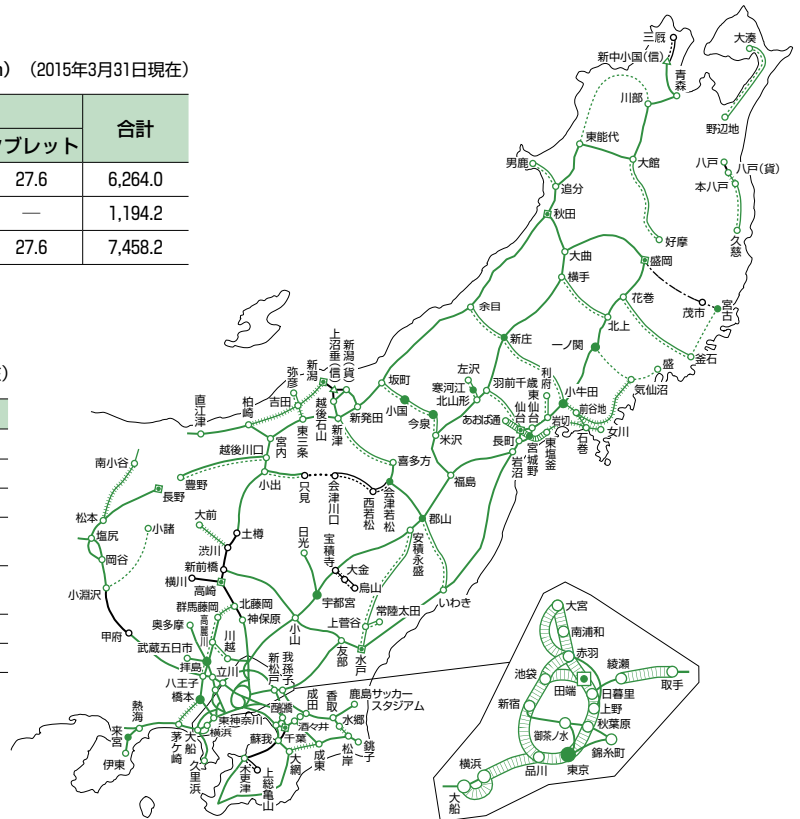 n） （2015年3月31日現在）
合計
タブレット
27.6 6,264.0
— 1,194.2
27.6 7,458.2
E）
三厩
大湊
新中小国(信)
青森
川部
野辺地
東能代
大館
八戸
八戸(貨)
本八戸
男鹿
追分
秋田
好摩
久慈
大曲
盛岡
横手
花巻
茂市
宮古
余目
北上
新庄
一ノ関
釜石
盛
気仙沼
左沢
寒河江
北山形
羽前千歳
利府
東仙台
仙台
あおば通
長町
岩沼
宮城野
東塩釜
岩切
小牛田
前谷地
石巻
女川
上沼垂(信)
新潟(貨)
新潟
弥彦
吉田
越後石山
新発田
新津
東三条
坂町
小国
今泉
米沢
直江津
柏崎
宮内
越後川口
喜多方
福島
南小谷
豊野
長野
小出
只見
会津川口
西若松
会津若松
郡山
安積永盛
松本
塩尻
小諸
大前
岡谷
土樽
渋川
日光
宝積寺
大金
烏山
新前橋
横川
高崎
小淵沢
甲府
群馬藤岡
北藤岡
神保原
宇都宮
小山
常陸太田
上菅谷
いわき
友部
水戸
奥多摩
高麗川
川越
武蔵五日市
拝島
立川
八王子
橋本
新松戸
我孫子
西船橋
成田
香取
鹿島サッカー
スタジアム
酒々井
水郷
熱海
来宮
伊東
茅ケ崎
大船
横浜
久里浜
東神奈川
蘇我
千葉
木更津
上総亀山
大網
成東
松岸
銚子
大宮
南浦和
赤羽
池袋
田端
綾瀬
取手
日暮里
新宿
上野
秋葉原
御茶ノ水
錦糸町
横浜
品川
東京
大船